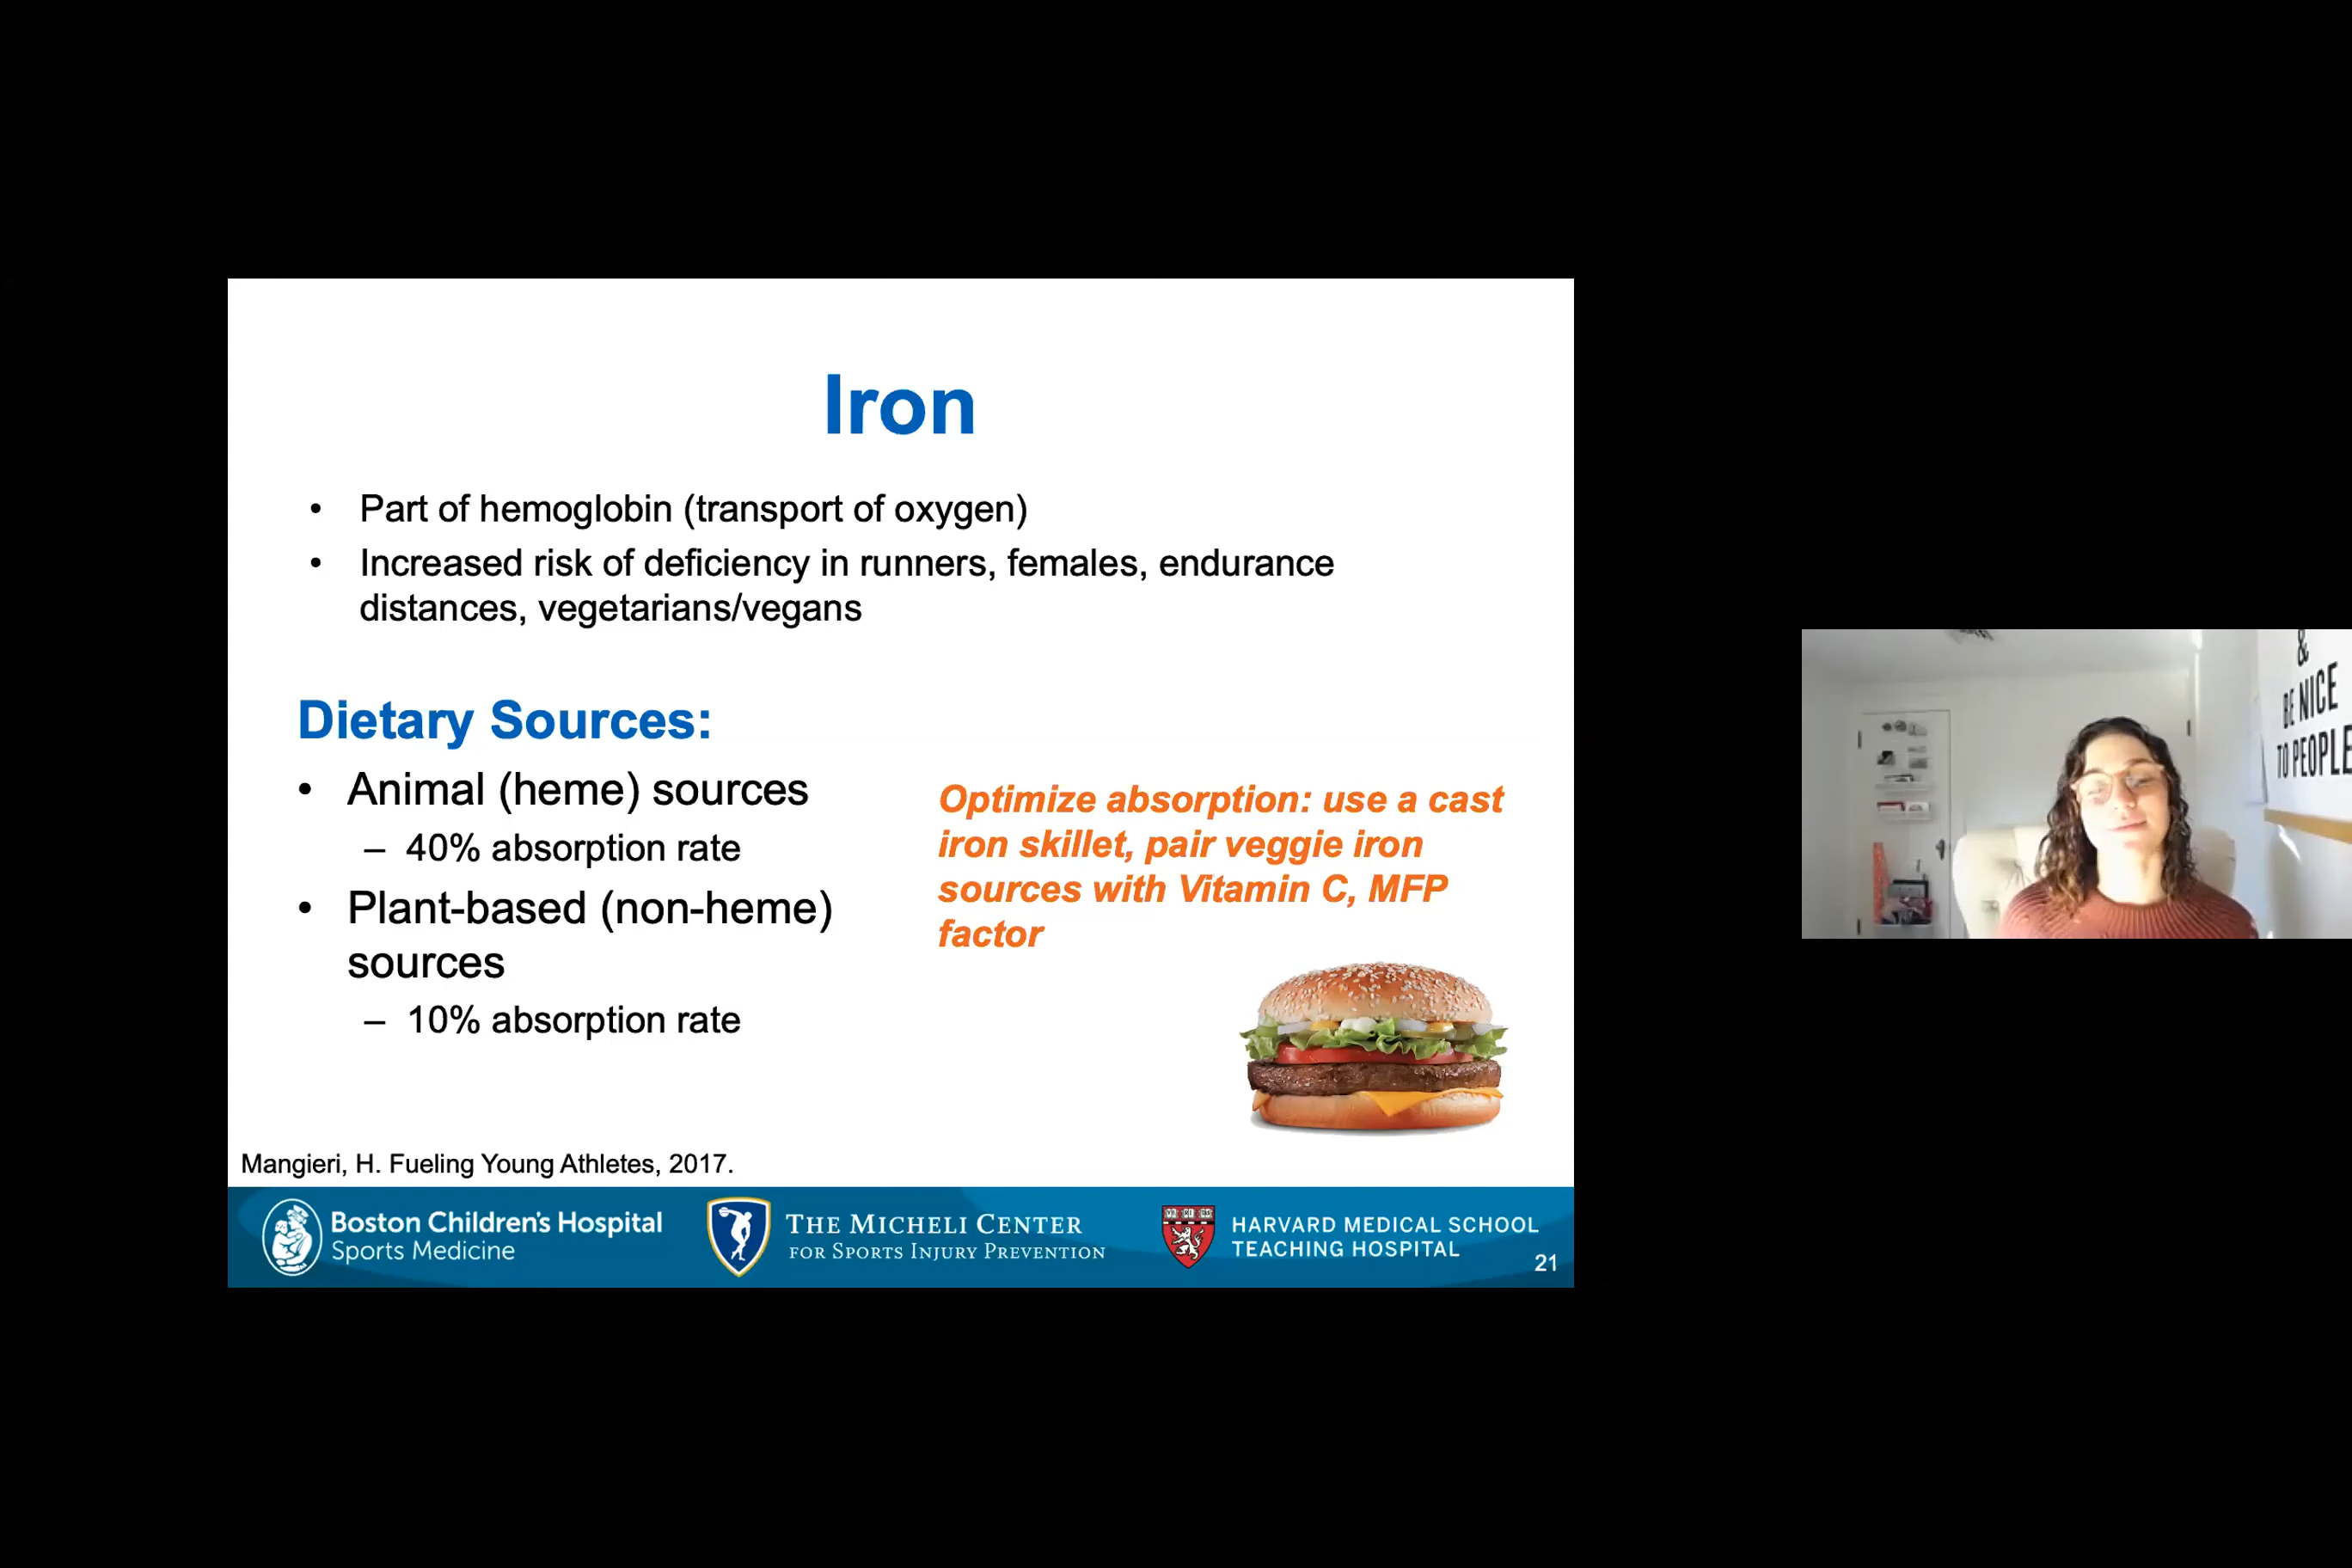 Iron
• Part of hemoglobin (transport of oxygen)
• Increased risk of deficiency in runners, females, endurance
distances, vegetarians/vegans
Dietary Sources:
• Animal (heme) sources
– 40% absorption rate
• Plant-based (non-heme)
sources
– 10% absorption rate
Optimize absorption: use a cast
iron skillet, pair veggie iron
sources with Vitamin C, MFP
factor
Mangieri, H. Fueling Young Athletes, 2017.
Boston Children's Hospital
Sports Medicine
THE MICHELI CENTER
FOR SPORTS INJURY PREVENTION
HARVARD MEDICAL SCHOOL
TEACHING HOSPITAL
21
&
BE NICE
TO PEOPLE